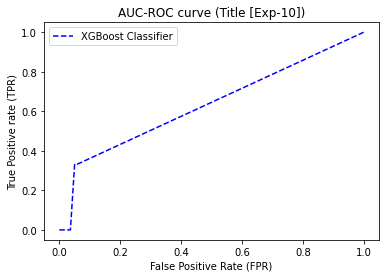 AUC-ROC curve (Title [Exp-10])
XGBoost Classifier
True Positive rate (TPR)
1.0
0.8
0.6
0.4
0.2
0.0
0.0 0.2 0.4 0.6 0.8 1.0
False Positive Rate (FPR)